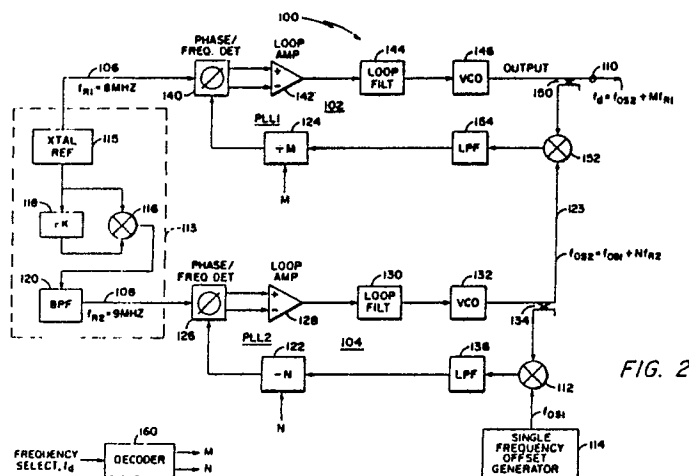 100
PHASE/
FREQ. DET
LOOP
AMP
144
146
OUTPUT
110
106
f_R1 = 8MHZ
140
+
−
142
LOOP
FILT
VCO
150
f_d = f_OS2 + Mf_R1
102
115
XTAL
REF
PLL1
124
÷M
154
LPF
152
M
118
116
113
123
120
BPF
108
f_R2 = 9MHZ
PHASE/
FREQ DET
LOOP
AMP
130
132
f_OS2 = f_OS1 + Nf_R2
126
+
−
128
LOOP
FILT
VCO
134
PLL2
104
122
−N
136
LPF
112
FIG. 2
N
f_OS1
160
FREQUENCY
SELECT, f_d
DECODER
M
N
SINGLE
FREQUENCY
OFFSET
GENERATOR
114